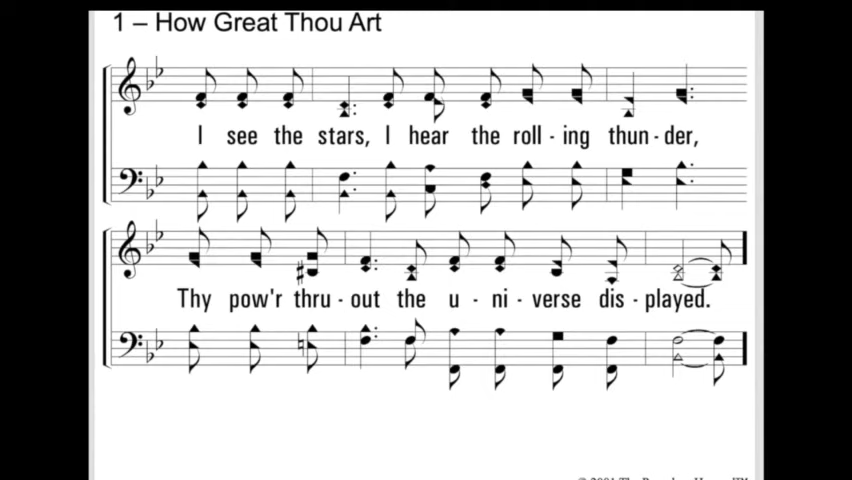 1 – How Great Thou Art
I see the stars, I hear the roll - ing thun - der,
Thy pow'r thru - out the u - ni - verse dis - played.